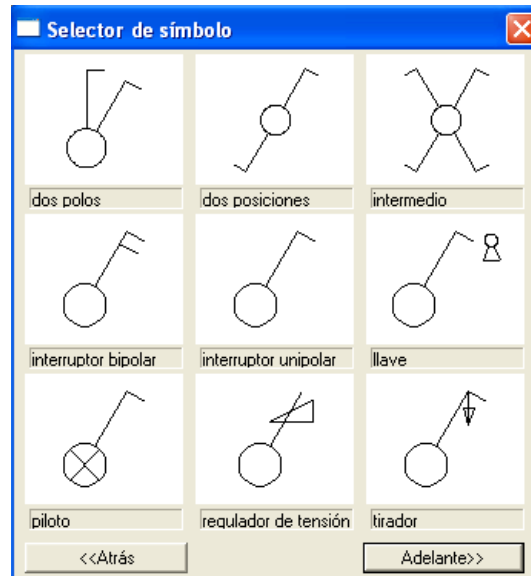 Selector de símbolo
dos polos
dos posiciones
intermedio
interruptor bipolar
interruptor unipolar
llave
piloto
regulador de tensión
tirador
<<Atrás
Adelante>>